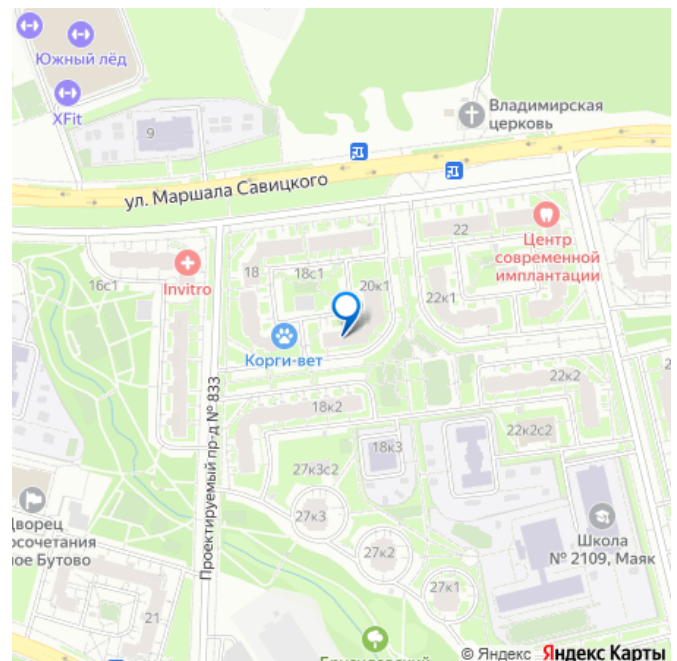 Южный лёд
XFit
9
Владимирская
церковь
ул. Маршала Савицкого
22
Центр
современной
имплантации
16с1
Invitro
18
18с1
20к1
22к1
Корги-вет
22к2
18к2
22к2с2
18к3
27к3с2
27к3
27к2
27к1
Проектируемый пр-д № 833
Школа
№ 2109, Маяк
21
© Яндекс Яндекс Карты